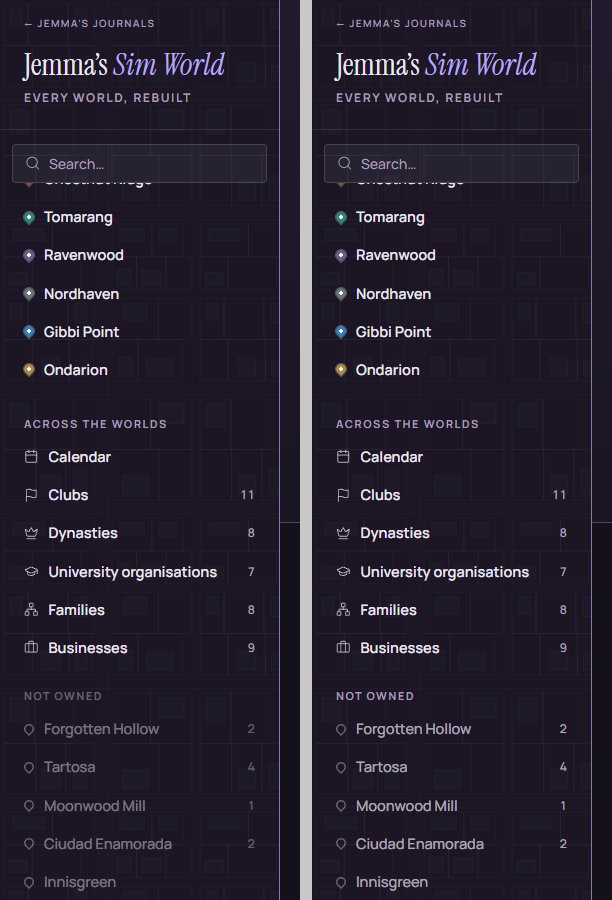 ← JEMMA'S JOURNALS
Jemma's Sim World
EVERY WORLD, REBUILT
Search...
Tomarang
Ravenwood
Nordhaven
Gibbi Point
Ondarion
ACROSS THE WORLDS
Calendar
Clubs 11
Dynasties 8
University organisations 7
Families 8
Businesses 9
NOT OWNED
Forgotten Hollow 2
Tartosa 4
Moonwood Mill 1
Ciudad Enamorada 2
Innisgreen
← JEMMA'S JOURNALS
Jemma's Sim World
EVERY WORLD, REBUILT
Search...
Tomarang
Ravenwood
Nordhaven
Gibbi Point
Ondarion
ACROSS THE WORLDS
Calendar
Clubs 11
Dynasties 8
University organisations 7
Families 8
Businesses 9
NOT OWNED
Forgotten Hollow 2
Tartosa 4
Moonwood Mill 1
Ciudad Enamorada 2
Innisgreen